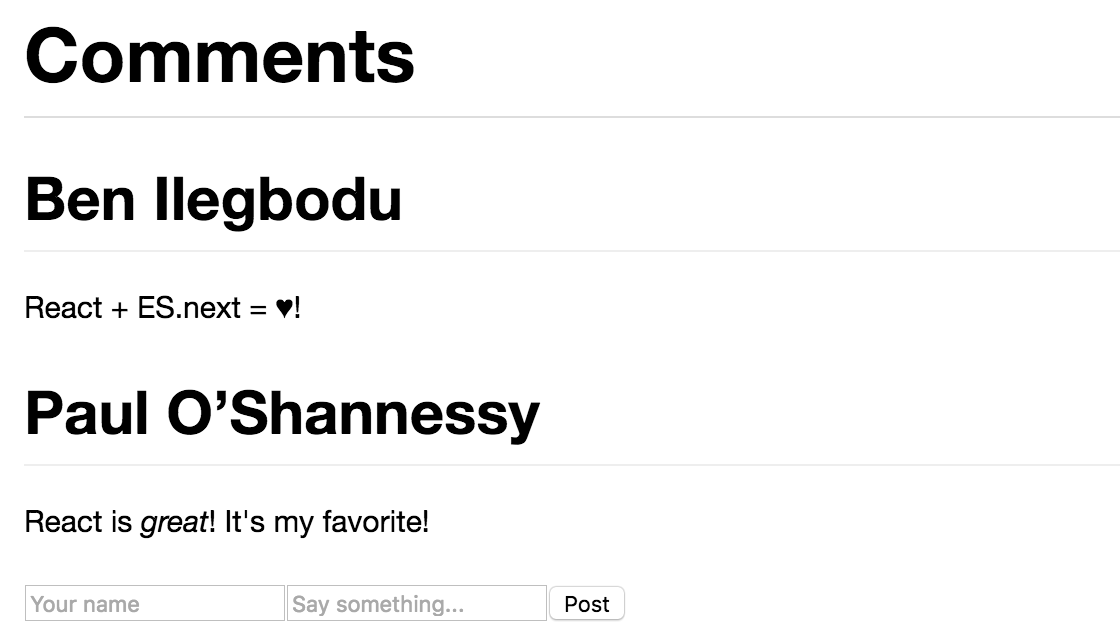 Comments
Ben Ilegbodu
React + ES.next = ♥!
Paul O’Shannessy
React is great! It's my favorite!
Your name Say something... Post